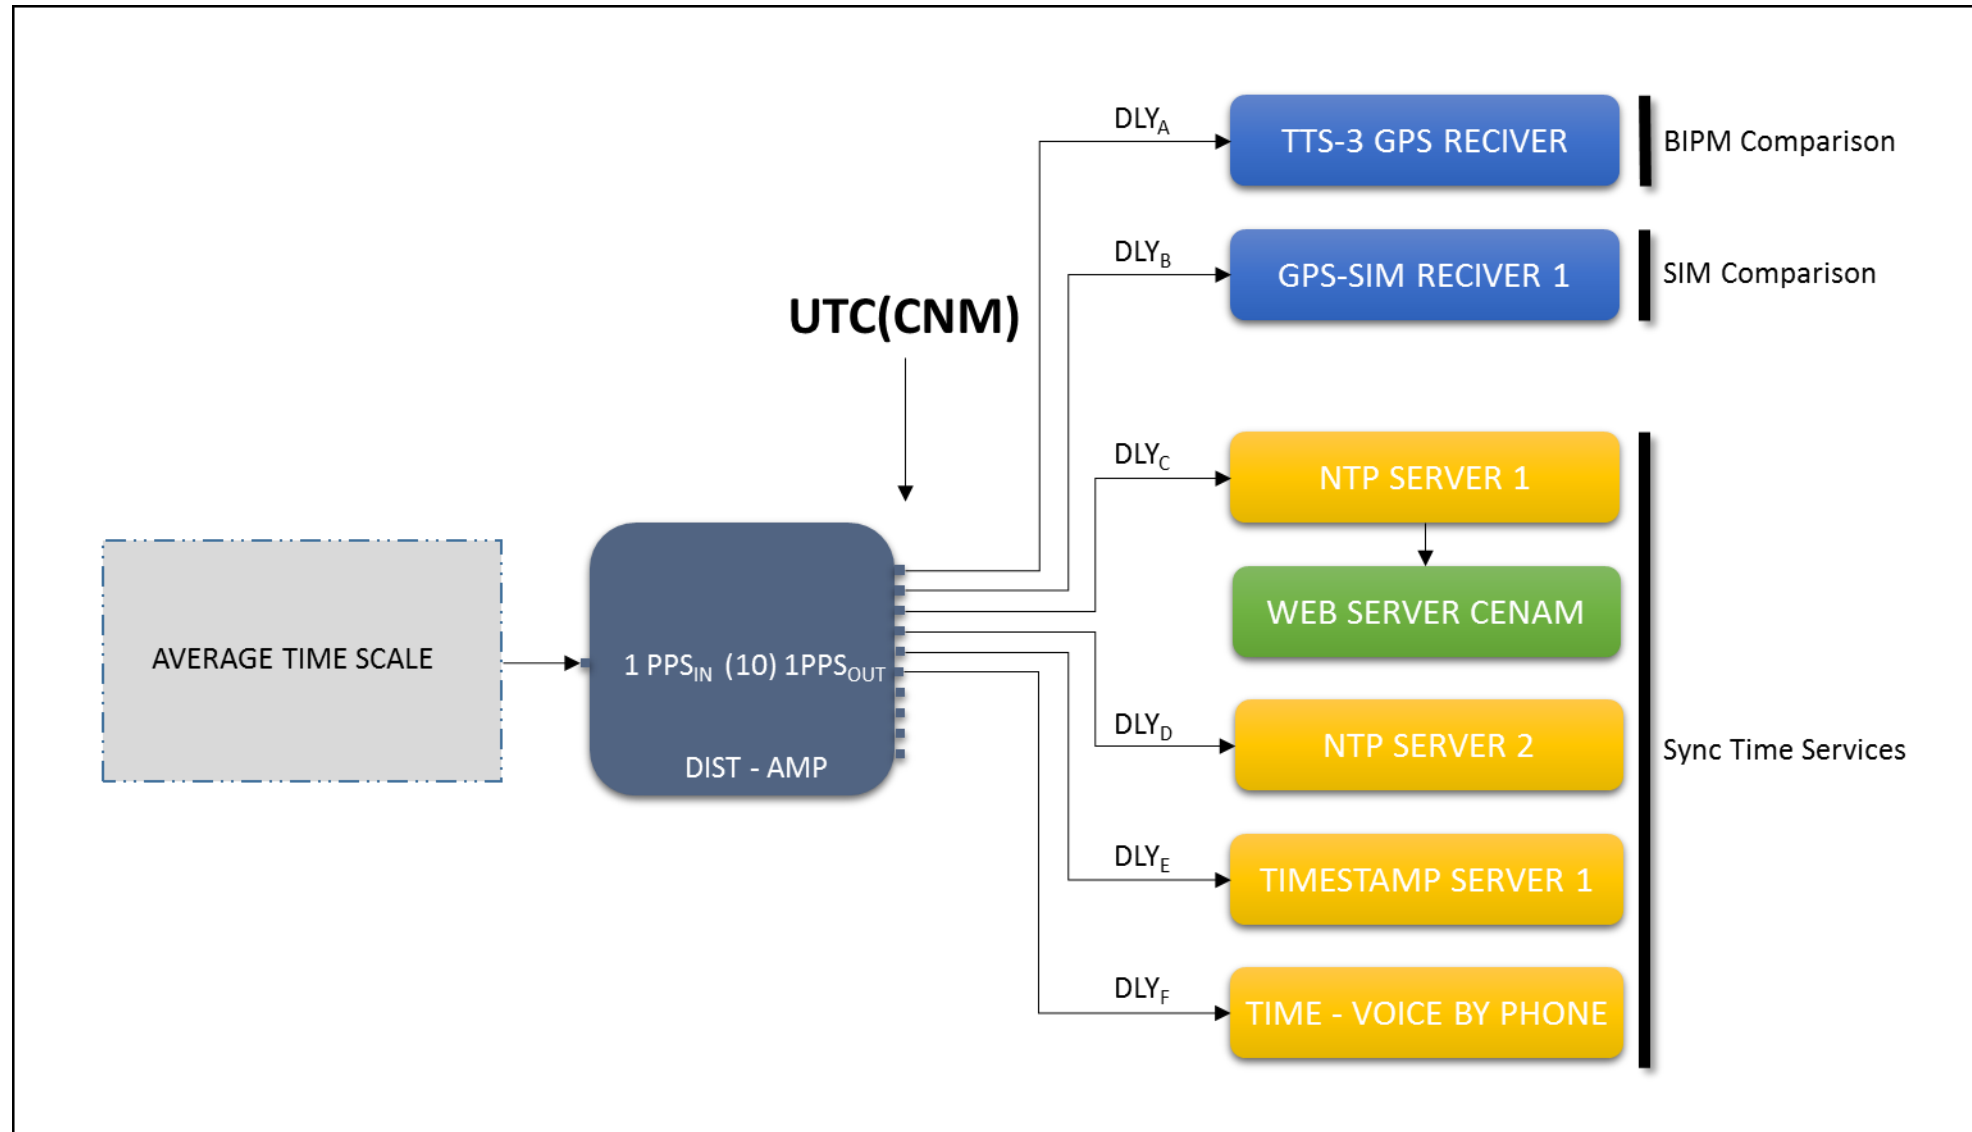 DLYA
TTS-3 GPS RECIVER
BIPM Comparison
DLYB
GPS-SIM RECIVER 1
SIM Comparison
UTC(CNM)
DLYC
NTP SERVER 1
WEB SERVER CENAM
AVERAGE TIME SCALE
1 PPSIN (10) 1PPSOUT
DIST - AMP
DLYD
NTP SERVER 2
Sync Time Services
DLYE
TIMESTAMP SERVER 1
DLYF
TIME - VOICE BY PHONE